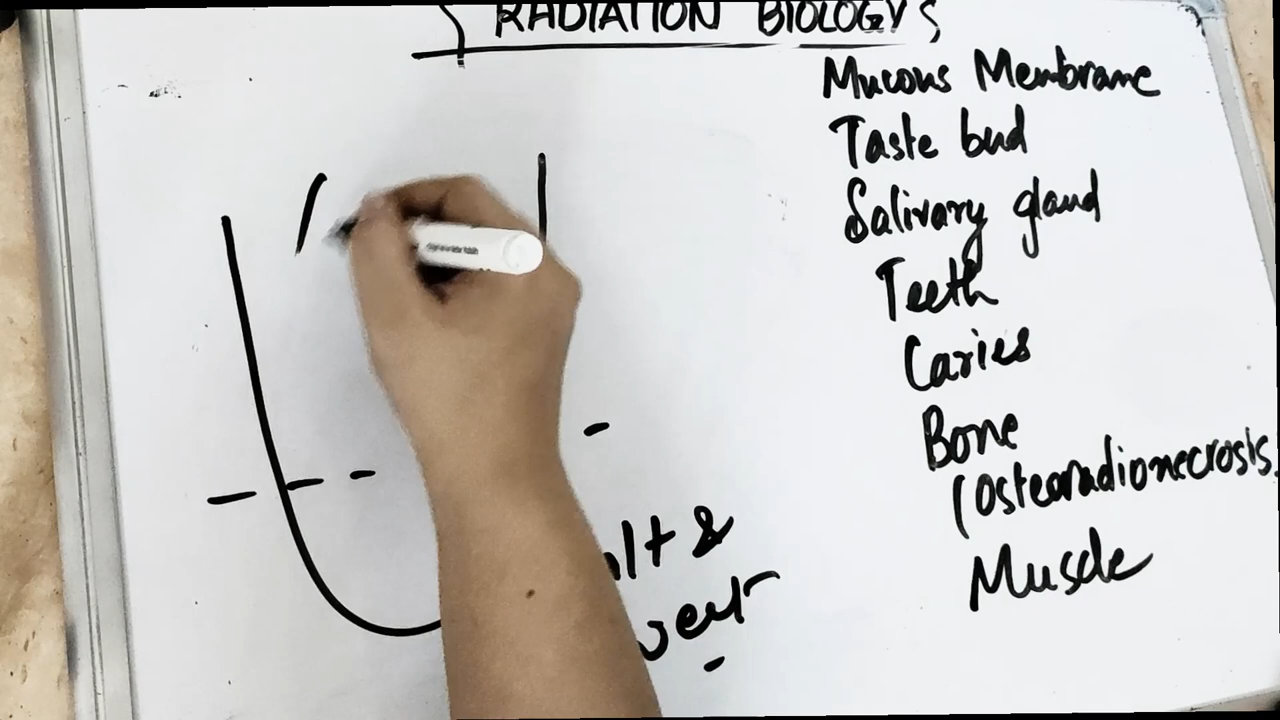 RADIATION BIOLOGY
Mucous Membrane
Taste bud
Salivary gland
Teeth
Caries
Bone
(Osteoradionecrosis
Muscle
&